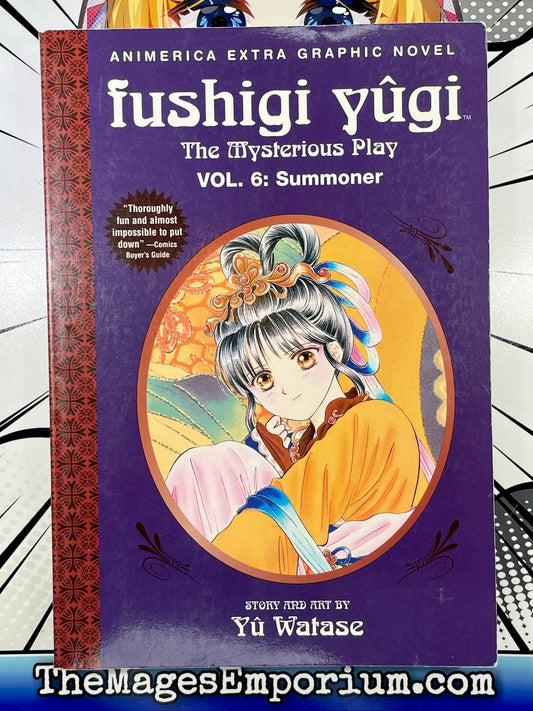 ANIMERICA EXTRA GRAPHIC NOVEL
fushigi yûgi™
The Mysterious Play
VOL. 6: Summoner
"Thoroughly
fun and almost
impossible to put
down" —Comics
Buyer's Guide
STORY AND ART BY
Yû Watase
TheMagesEmporium.com